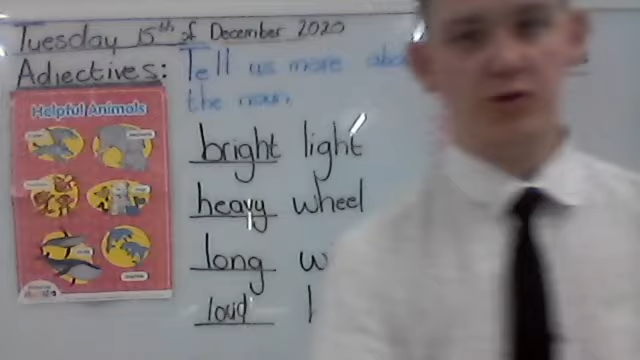 Tuesday 15th of December 2020
Adjectives: Tell us more
the noun
Helpful Animals
bright light
heavy wheel
long
loud